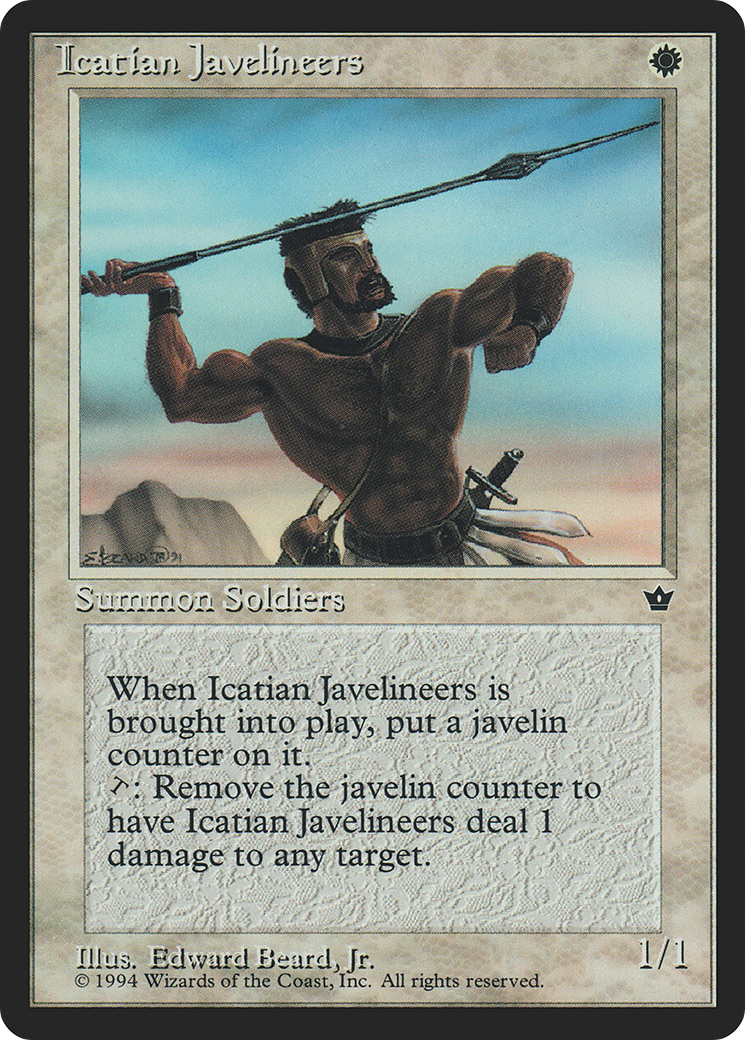 Icatian Javelineers
Summon Soldiers
When Icatian Javelineers is
brought into play, put a javelin
counter on it.
T: Remove the javelin counter to
have Icatian Javelineers deal 1
damage to any target.
Illus. Edward Beard, Jr.
1/1
© 1994 Wizards of the Coast, Inc. All rights reserved.